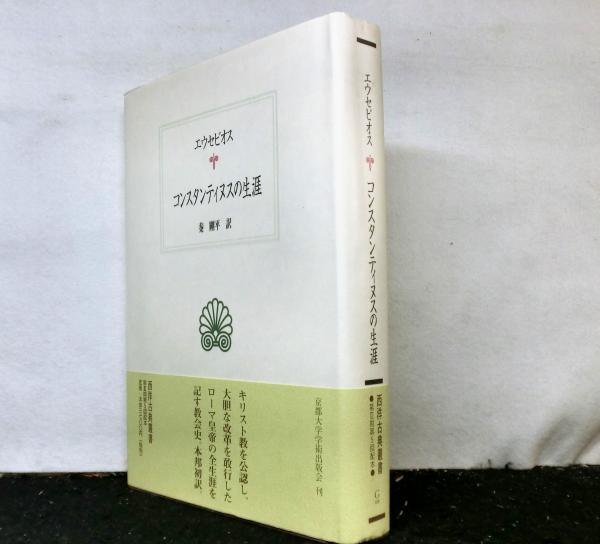 エウセビオス
コンスタンティヌスの生涯
秦 剛平 訳
キリスト教を公認し、
大胆な改革を敢行した
ローマ皇帝の全生涯を
記す教会史、本邦初訳。
京都大学学術出版会 刊
西洋古典叢書
エウセビオス
コンスタンティヌスの生涯
西洋古典叢書
G